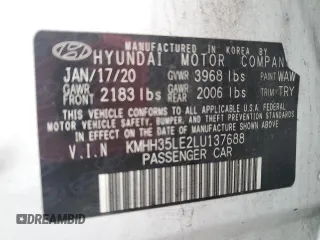 MANUFACTURED IN KOREA BY
HYUNDAI MOTOR COMPANY
JAN/17/20 GVWR 3968 lbs PAINT WAW
GAWR FRONT 2183 lbs GAWR REAR 2006 lbs TRIM TRY
THIS VEHICLE CONFORMS TO ALL APPLICABLE U.S.A. FEDERAL
MOTOR VEHICLE SAFETY, BUMPER, AND THEFT PREVENTION
STANDARDS IN EFFECT ON THE DATE OF MANUFACTURE
SHOWN ABOVE.
V.I.N KMHH35LE2LU137688
PASSENGER CAR
DREAMBID